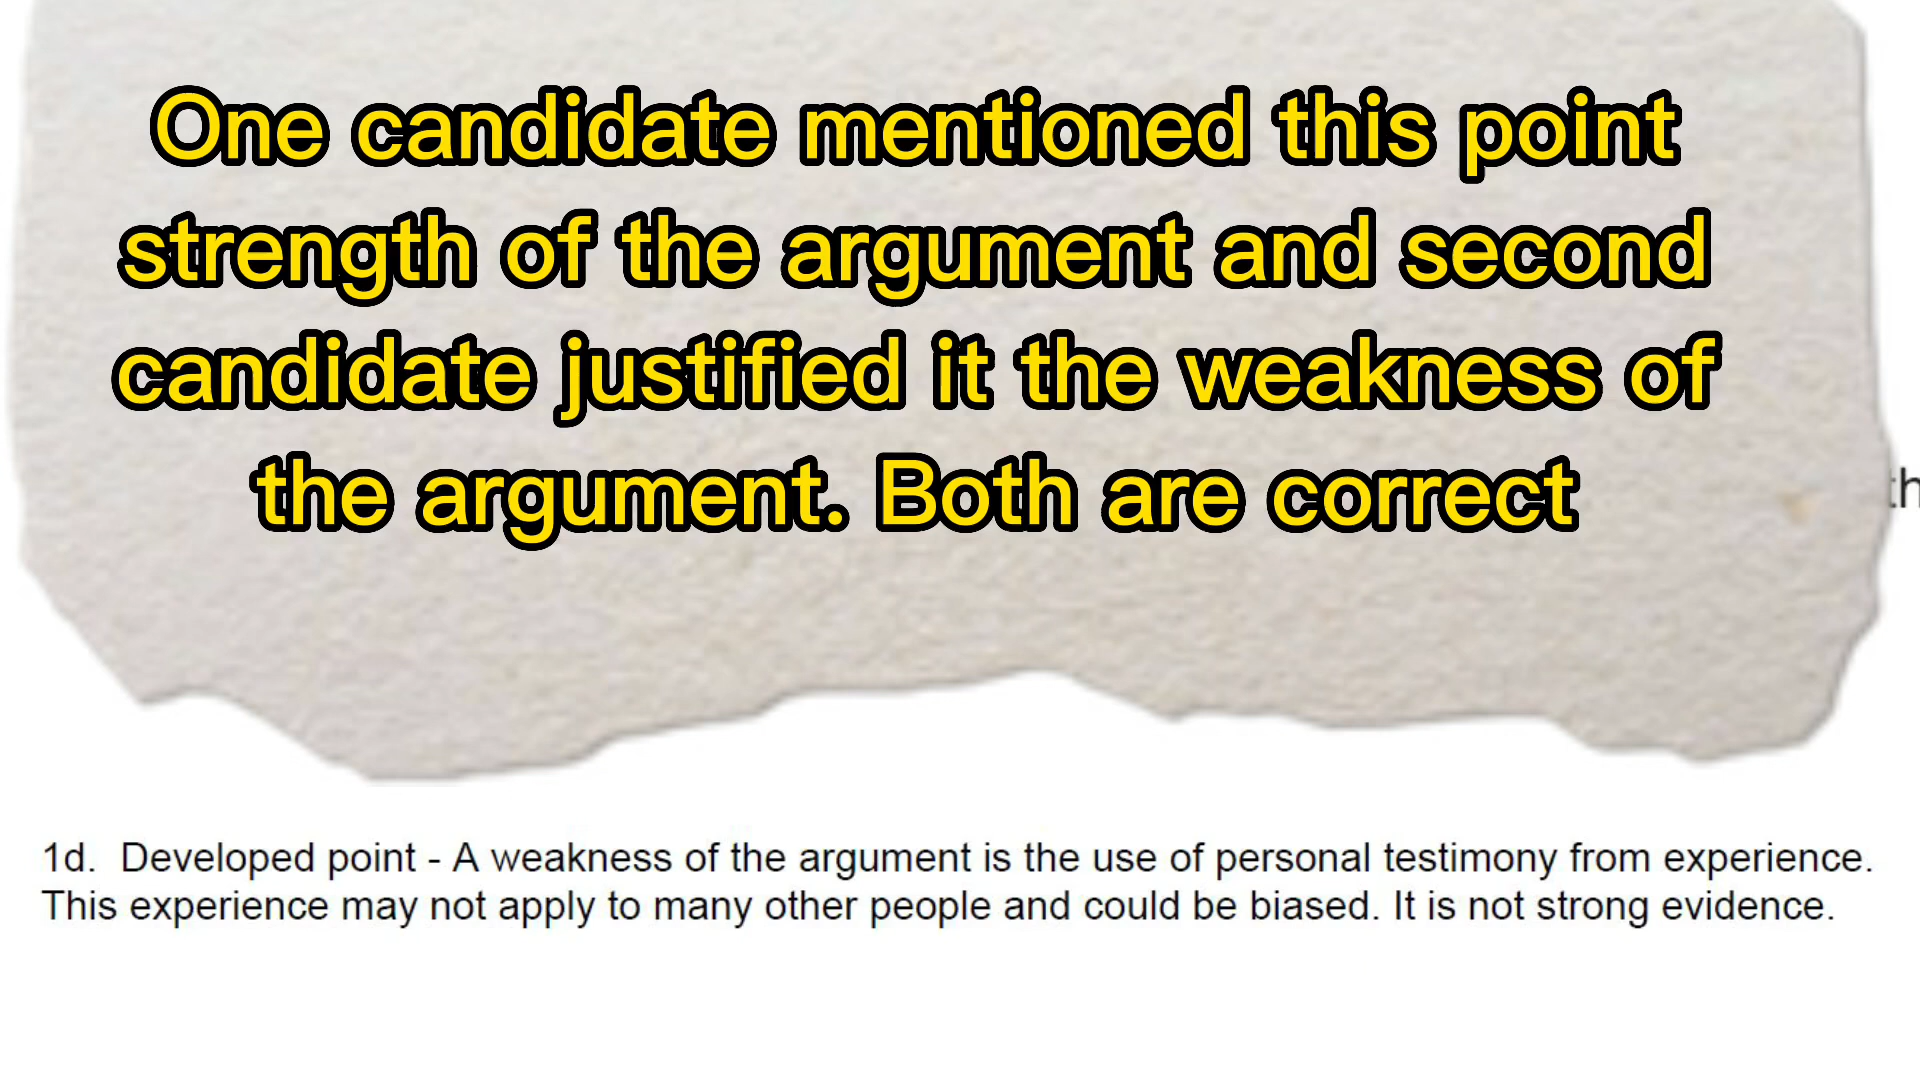 One candidate mentioned this point
strength of the argument and second
candidate justified it the weakness of
the argument. Both are correct
1d. Developed point - A weakness of the argument is the use of personal testimony from experience.
This experience may not apply to many other people and could be biased. It is not strong evidence.